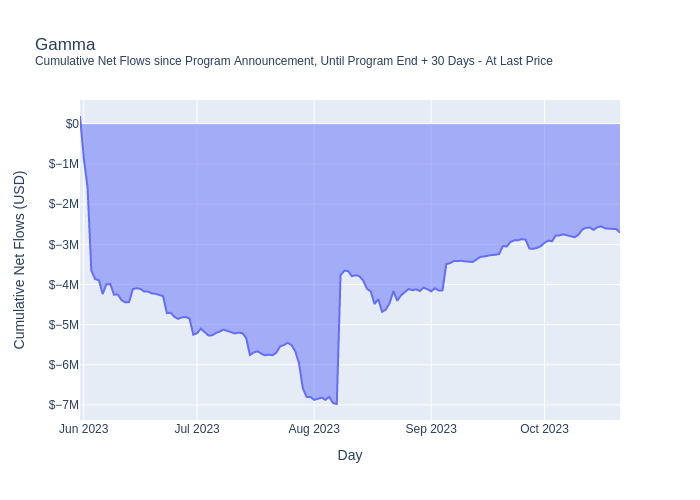 Gamma
Cumulative Net Flows since Program Announcement, Until Program End + 30 Days - At Last Price
Cumulative Net Flows (USD)
$0
$−1M
$−2M
$−3M
$−4M
$−5M
$−6M
$−7M
Jun 2023
Jul 2023
Aug 2023
Sep 2023
Oct 2023
Day